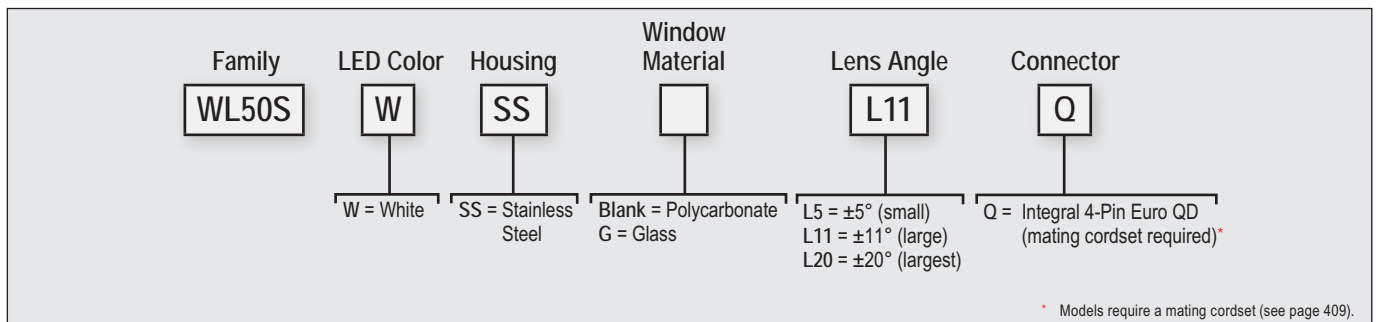 Family
LED Color
Housing
Window
Material
Lens Angle
Connector
WL50S
W
SS
L11
Q
W = White
SS = Stainless
Steel
Blank = Polycarbonate
G = Glass
L5 = ±5° (small)
L11 = ±11° (large)
L20 = ±20° (largest)
Q = Integral 4-Pin Euro QD
(mating cordset required)*
* Models require a mating cordset (see page 409).